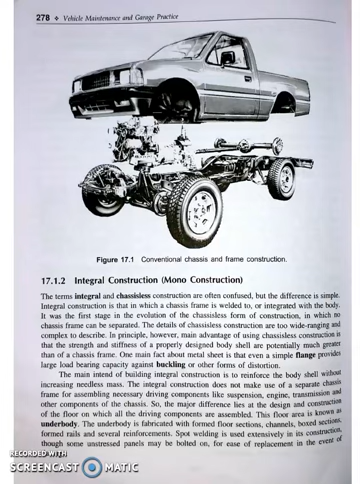 278 ❖ Vehicle Maintenance and Garage Practice
Figure 17.1 Conventional chassis and frame construction.
17.1.2 Integral Construction (Mono Construction)
The terms integral and chassisless construction are often confused, but the difference is simple.
Integral construction is that in which a chassis frame is welded to, or integrated with the body.
It was the first stage in the evolution of the chassisless form of construction, in which no
chassis frame can be separated. The details of chassisless construction are too wide-ranging and
complex to describe. In principle, however, main advantage of using chassisless construction is
that the strength and stiffness of a properly designed body shell are potentially much greater
than of a chassis frame. One main fact about metal sheet is that even a simple flange provides
large load bearing capacity against buckling or other forms of distortion.
The main intend of building integral construction is to reinforce the body shell without
increasing needless mass. The integral construction does not make use of a separate chassis
frame for assembling necessary driving components like suspension, engine, transmission and
other components of the chassis. So, the major difference lies at the design and construction
of the floor on which all the driving components are assembled. This floor area is known as
underbody. The underbody is fabricated with formed floor sections, channels, boxed sections,
formed rails and several reinforcements. Spot welding is used extensively in its construction,
though some unstressed panels may be bolted on, for ease of replacement in the event of
RECORDED WITH
SCREENCAST O MATIC